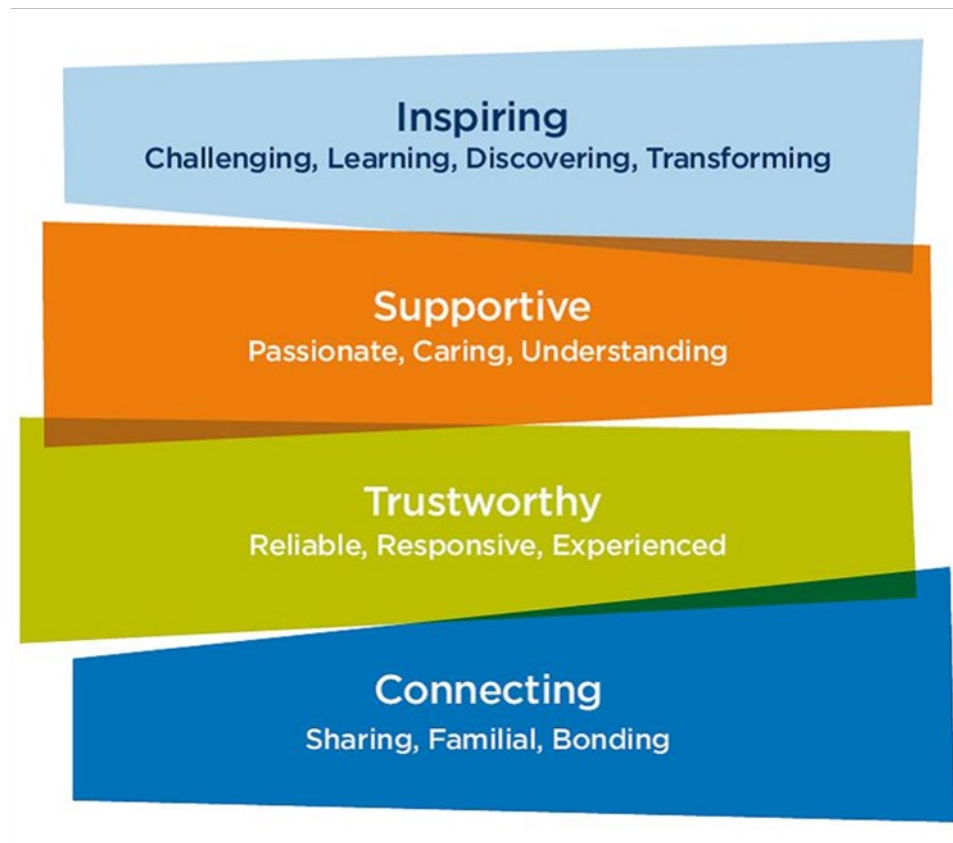 Inspiring
Challenging, Learning, Discovering, Transforming
Supportive
Passionate, Caring, Understanding
Trustworthy
Reliable, Responsive, Experienced
Connecting
Sharing, Familial, Bonding